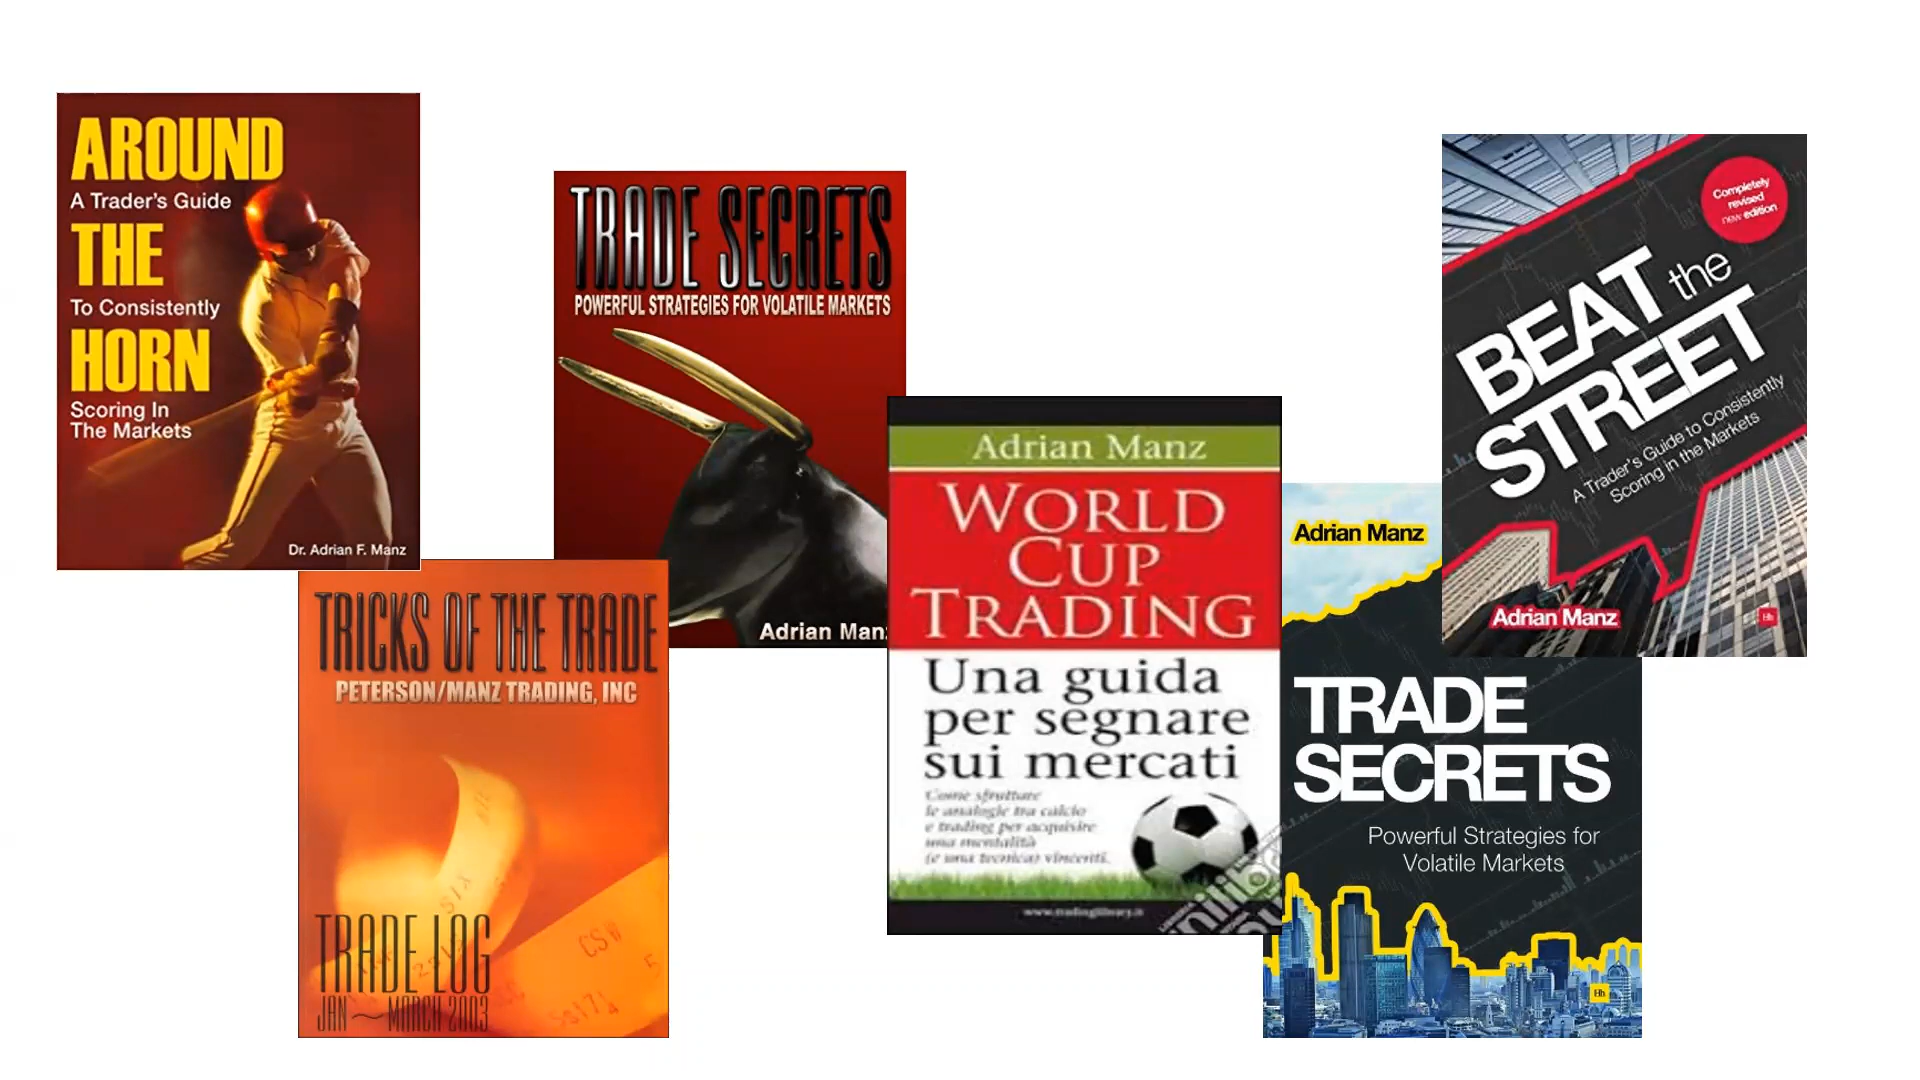 AROUND
A Trader's Guide
THE
To Consistently
HORN
Scoring In
The Markets
Dr. Adrian F. Manz
TRICKS OF THE TRADE
PETERSON/MANZ TRADING, INC
TRADE LOG
JAN ~ MARCH 2003
TRADE SECRETS
POWERFUL STRATEGIES FOR VOLATILE MARKETS
Adrian Manz
Adrian Manz
WORLD
CUP
TRADING
Una guida
per segnare
sui mercati
Come sfruttare
le analogie tra calcio
e trading per acquisire
una mentalità
(e una tecnica) vincenti.
www.tradinglibrary.it
Adrian Manz
TRADE
SECRETS
Powerful Strategies for
Volatile Markets
Hh
Completely
revised
new edition
BEAT the
STREET
A Trader's Guide to Consistently
Scoring in the Markets
Adrian Manz
Hh